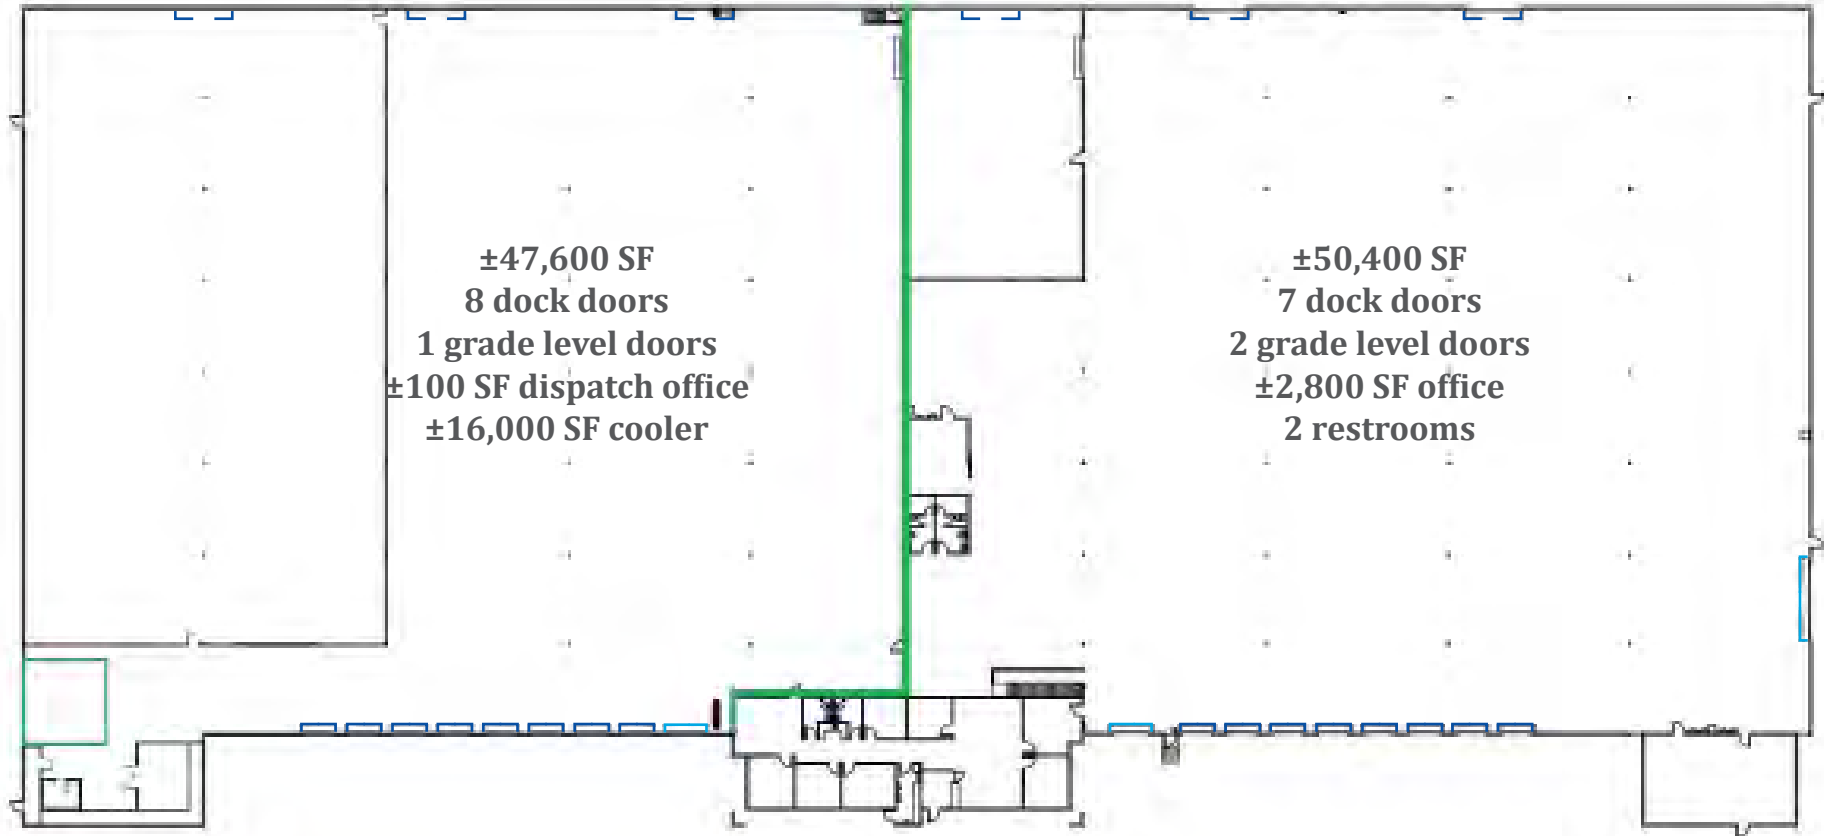 ±47,600 SF
8 dock doors
1 grade level doors
±100 SF dispatch office
±16,000 SF cooler
±50,400 SF
7 dock doors
2 grade level doors
±2,800 SF office
2 restrooms